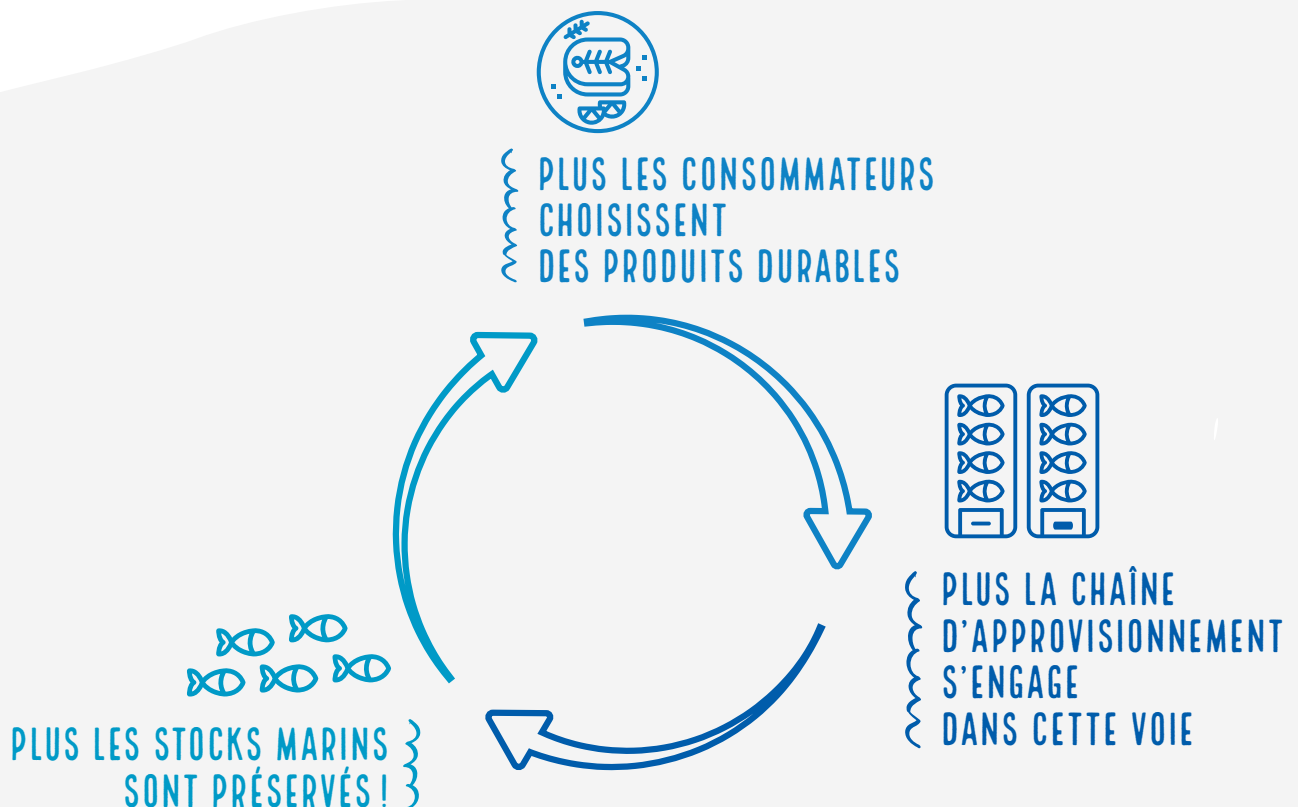 PLUS LES CONSOMMATEURS
CHOISISSENT
DES PRODUITS DURABLES
PLUS LA CHAÎNE
D'APPROVISIONNEMENT
S'ENGAGE
DANS CETTE VOIE
PLUS LES STOCKS MARINS
SONT PRÉSERVÉS !